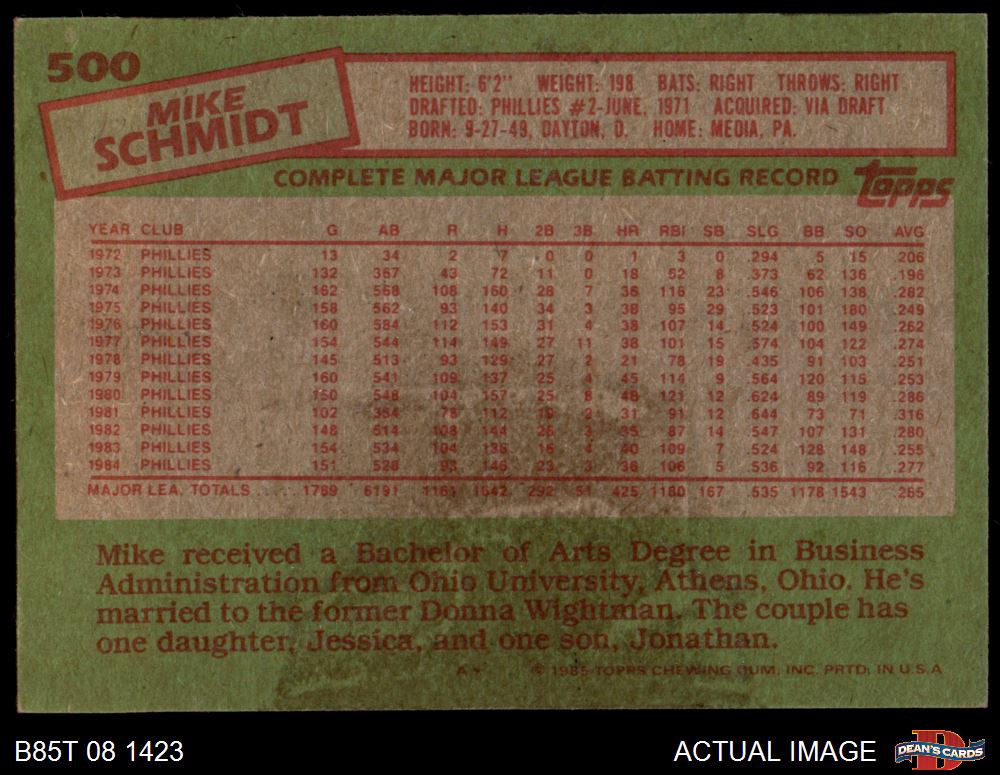 500
MIKE
SCHMIDT
HEIGHT: 6'2" WEIGHT: 198 BATS: RIGHT THROWS: RIGHT
DRAFTED: PHILLIES #2-JUNE, 1971 ACQUIRED: VIA DRAFT
BORN: 9-27-49, DAYTON, O. HOME: MEDIA, PA.
COMPLETE MAJOR LEAGUE BATTING RECORD
topps
YEAR CLUB G AB R H 2B 3B HR RBI SB SLG BB SO AVG
1972 PHILLIES 13 34 2 7 0 0 1 3 0 .294 5 15 .206
1973 PHILLIES 132 367 43 72 11 0 18 52 8 .373 62 136 .196
1974 PHILLIES 162 568 108 160 28 7 36 116 23 .546 106 138 .282
1975 PHILLIES 158 562 93 140 34 3 38 95 29 .523 101 180 .249
1976 PHILLIES 160 584 112 153 31 4 38 107 14 .524 100 149 .262
1977 PHILLIES 154 544 114 149 27 11 38 101 15 .574 104 122 .274
1978 PHILLIES 145 513 93 129 27 2 21 78 19 .435 91 103 .251
1979 PHILLIES 160 541 109 137 25 4 45 114 9 .564 120 115 .253
1980 PHILLIES 150 548 104 157 25 8 48 121 12 .624 89 119 .286
1981 PHILLIES 102 354 78 112 19 2 31 91 12 .644 73 71 .316
1982 PHILLIES 148 514 108 144 26 3 35 87 14 .547 107 131 .280
1983 PHILLIES 154 534 104 136 16 4 40 109 7 .524 128 148 .255
1984 PHILLIES 151 528 93 146 23 3 36 106 5 .536 92 116 .277
MAJOR LEA. TOTALS ..... 1789 6191 1161 1642 292 51 425 1180 167 .535 1178 1543 .265
Mike received a Bachelor of Arts Degree in Business
Administration from Ohio University, Athens, Ohio. He's
married to the former Donna Wightman. The couple has
one daughter, Jessica, and one son, Jonathan.
© 1985 TOPPS CHEWING GUM, INC. PRTD. IN U.S.A
B85T 08 1423
ACTUAL IMAGE
D
DEAN'S CARDS